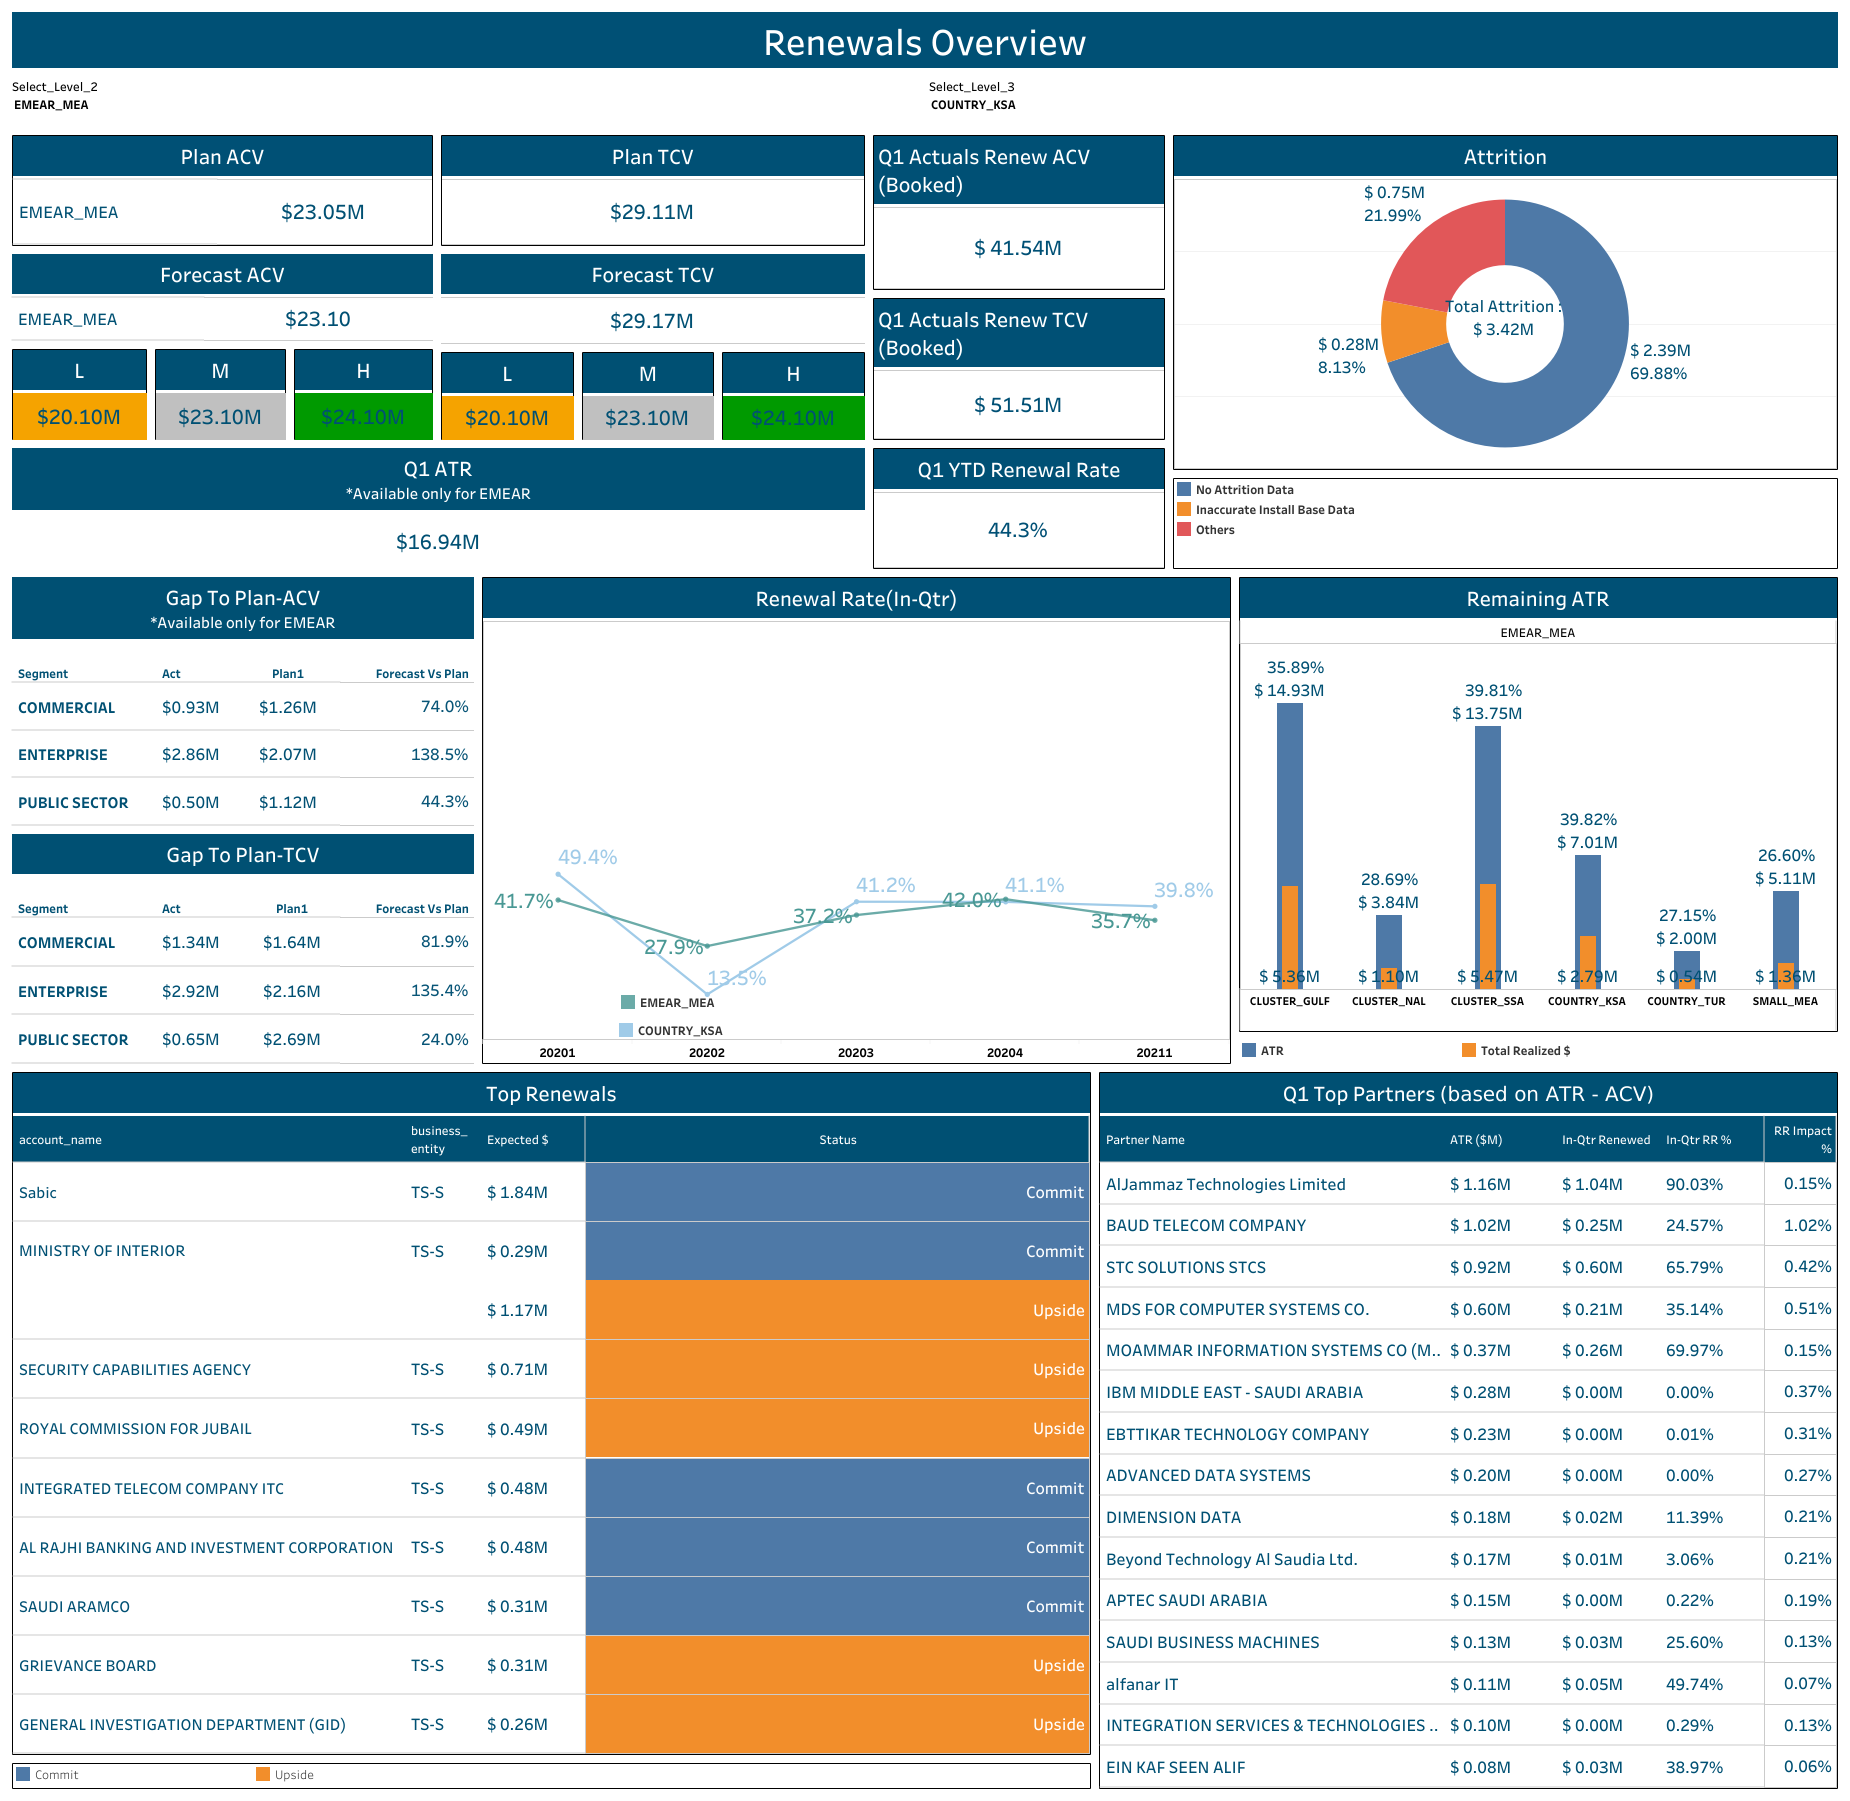 Renewals Overview
Select_Level_2
EMEAR_MEA
Select_Level_3
COUNTRY_KSA
Plan ACV
EMEAR_MEA $23.05M
Plan TCV
$29.11M
Forecast ACV
EMEAR_MEA $23.10
L M H
$20.10M $23.10M $24.10M
Forecast TCV
$29.17M
L M H
$20.10M $23.10M $24.10M
Q1 ATR
*Available only for EMEAR
$16.94M
Q1 Actuals Renew ACV
(Booked)
$ 41.54M
Q1 Actuals Renew TCV
(Booked)
$ 51.51M
Q1 YTD Renewal Rate
44.3%
Attrition
$ 0.75M
21.99%
Total Attrition :
$ 3.42M
$ 0.28M
8.13%
$ 2.39M
69.88%
No Attrition Data
Inaccurate Install Base Data
Others
Gap To Plan-ACV
*Available only for EMEAR
Segment Act Plan1 Forecast Vs Plan
COMMERCIAL $0.93M $1.26M 74.0%
ENTERPRISE $2.86M $2.07M 138.5%
PUBLIC SECTOR $0.50M $1.12M 44.3%
Gap To Plan-TCV
Segment Act Plan1 Forecast Vs Plan
COMMERCIAL $1.34M $1.64M 81.9%
ENTERPRISE $2.92M $2.16M 135.4%
PUBLIC SECTOR $0.65M $2.69M 24.0%
Renewal Rate(In-Qtr)
49.4%
41.7%
27.9%
13.5%
37.2%
41.2%
42.0%
41.1%
39.8%
35.7%
EMEAR_MEA
COUNTRY_KSA
20201 20202 20203 20204 20211
Remaining ATR
EMEAR_MEA
35.89%
$ 14.93M
28.69%
$ 3.84M
39.81%
$ 13.75M
39.82%
$ 7.01M
27.15%
$ 2.00M
26.60%
$ 5.11M
$ 5.36M $ 1.10M $ 5.47M $ 2.79M $ 0.54M $ 1.36M
CLUSTER_GULF CLUSTER_NAL CLUSTER_SSA COUNTRY_KSA COUNTRY_TUR SMALL_MEA
ATR Total Realized $
Top Renewals
account_name business_
entity Expected $ Status
Sabic TS-S $ 1.84M Commit
MINISTRY OF INTERIOR TS-S $ 0.29M Commit
$ 1.17M Upside
SECURITY CAPABILITIES AGENCY TS-S $ 0.71M Upside
ROYAL COMMISSION FOR JUBAIL TS-S $ 0.49M Upside
INTEGRATED TELECOM COMPANY ITC TS-S $ 0.48M Commit
AL RAJHI BANKING AND INVESTMENT CORPORATION TS-S $ 0.48M Commit
SAUDI ARAMCO TS-S $ 0.31M Commit
GRIEVANCE BOARD TS-S $ 0.31M Upside
GENERAL INVESTIGATION DEPARTMENT (GID) TS-S $ 0.26M Upside
Commit Upside
Q1 Top Partners (based on ATR - ACV)
Partner Name ATR ($M) In-Qtr Renewed In-Qtr RR % RR Impact
%
AlJammaz Technologies Limited $ 1.16M $ 1.04M 90.03% 0.15%
BAUD TELECOM COMPANY $ 1.02M $ 0.25M 24.57% 1.02%
STC SOLUTIONS STCS $ 0.92M $ 0.60M 65.79% 0.42%
MDS FOR COMPUTER SYSTEMS CO. $ 0.60M $ 0.21M 35.14% 0.51%
MOAMMAR INFORMATION SYSTEMS CO (M.. $ 0.37M $ 0.26M 69.97% 0.15%
IBM MIDDLE EAST - SAUDI ARABIA $ 0.28M $ 0.00M 0.00% 0.37%
EBTTIKAR TECHNOLOGY COMPANY $ 0.23M $ 0.00M 0.01% 0.31%
ADVANCED DATA SYSTEMS $ 0.20M $ 0.00M 0.00% 0.27%
DIMENSION DATA $ 0.18M $ 0.02M 11.39% 0.21%
Beyond Technology Al Saudia Ltd. $ 0.17M $ 0.01M 3.06% 0.21%
APTEC SAUDI ARABIA $ 0.15M $ 0.00M 0.22% 0.19%
SAUDI BUSINESS MACHINES $ 0.13M $ 0.03M 25.60% 0.13%
alfanar IT $ 0.11M $ 0.05M 49.74% 0.07%
INTEGRATION SERVICES & TECHNOLOGIES .. $ 0.10M $ 0.00M 0.29% 0.13%
EIN KAF SEEN ALIF $ 0.08M $ 0.03M 38.97% 0.06%